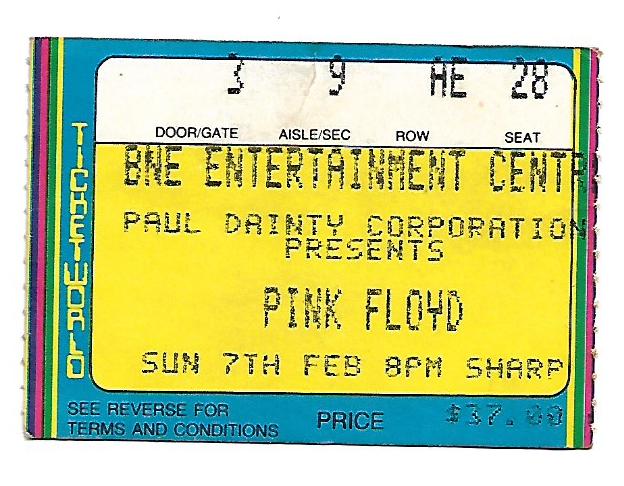 3 9 AE 28
DOOR/GATE AISLE/SEC ROW SEAT
BNE ENTERTAINMENT CENTR
PAUL DAINTY CORPORATION
PRESENTS
PINK FLOYD
SUN 7TH FEB 8PM SHARP
TICKETWORLD
SEE REVERSE FOR
TERMS AND CONDITIONS
PRICE $37.00